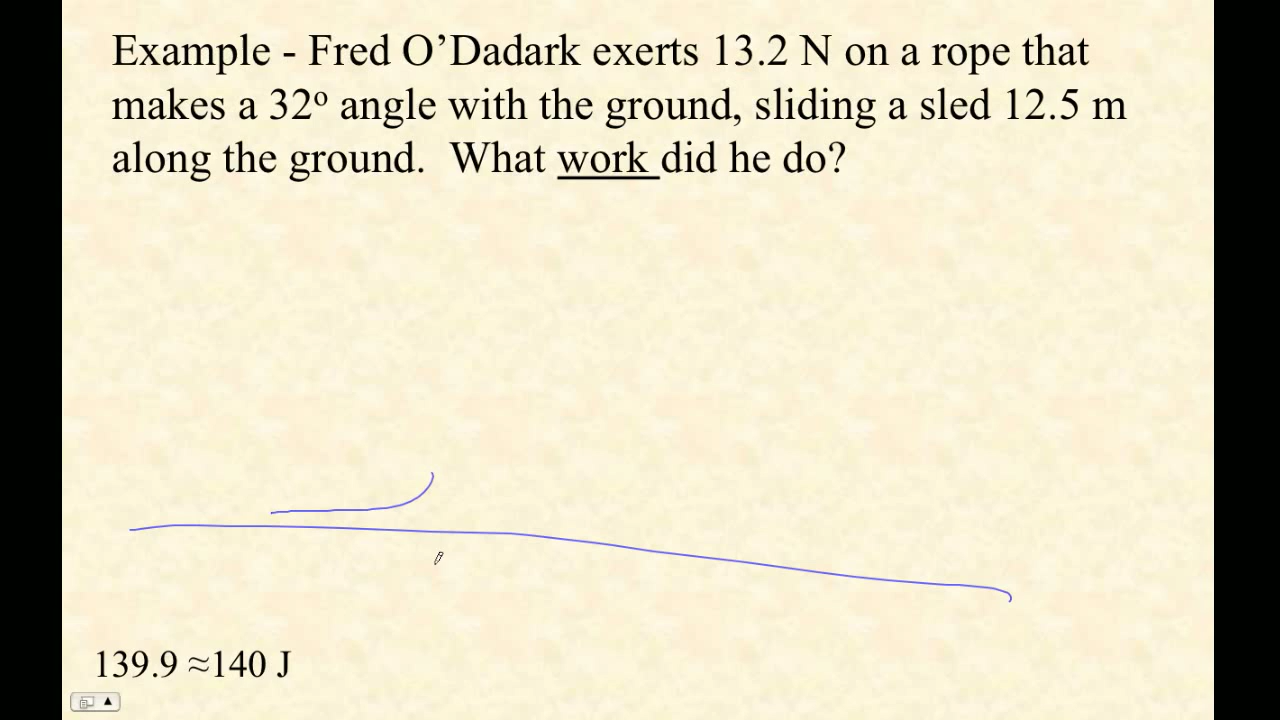 Example - Fred O’Dadark exerts 13.2 N on a rope that
makes a 32º angle with the ground, sliding a sled 12.5 m
along the ground.  What work did he do?
139.9 ≈140 J